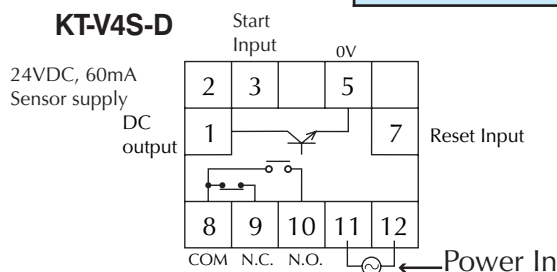 KT-V4S-D
Start
Input
0V
24VDC, 60mA
Sensor supply
2 3 5
DC
output
1 7
Reset Input
8 9 10 11 12
COM N.C. N.O.
Power In